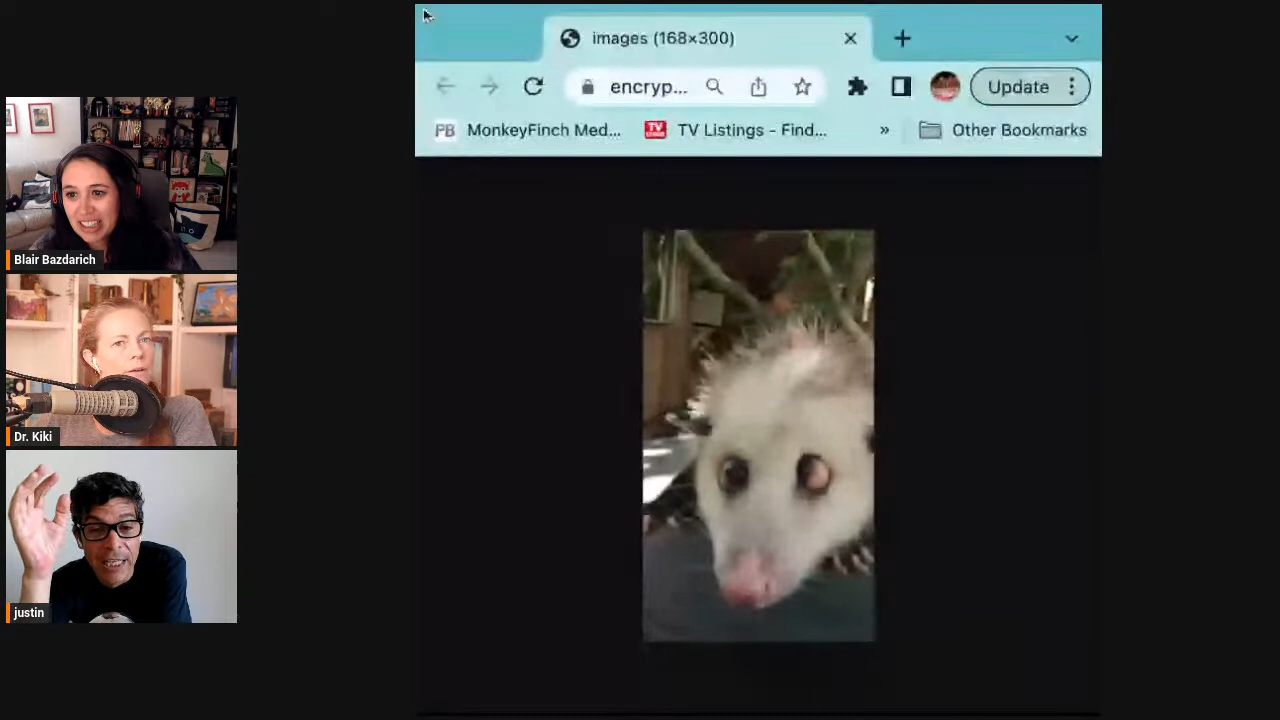 images (168×300)
encryp...
Update
PB MonkeyFinch Med...
TV Listings - Find...
»
Other Bookmarks
Blair Bazdarich
Dr. Kiki
justin